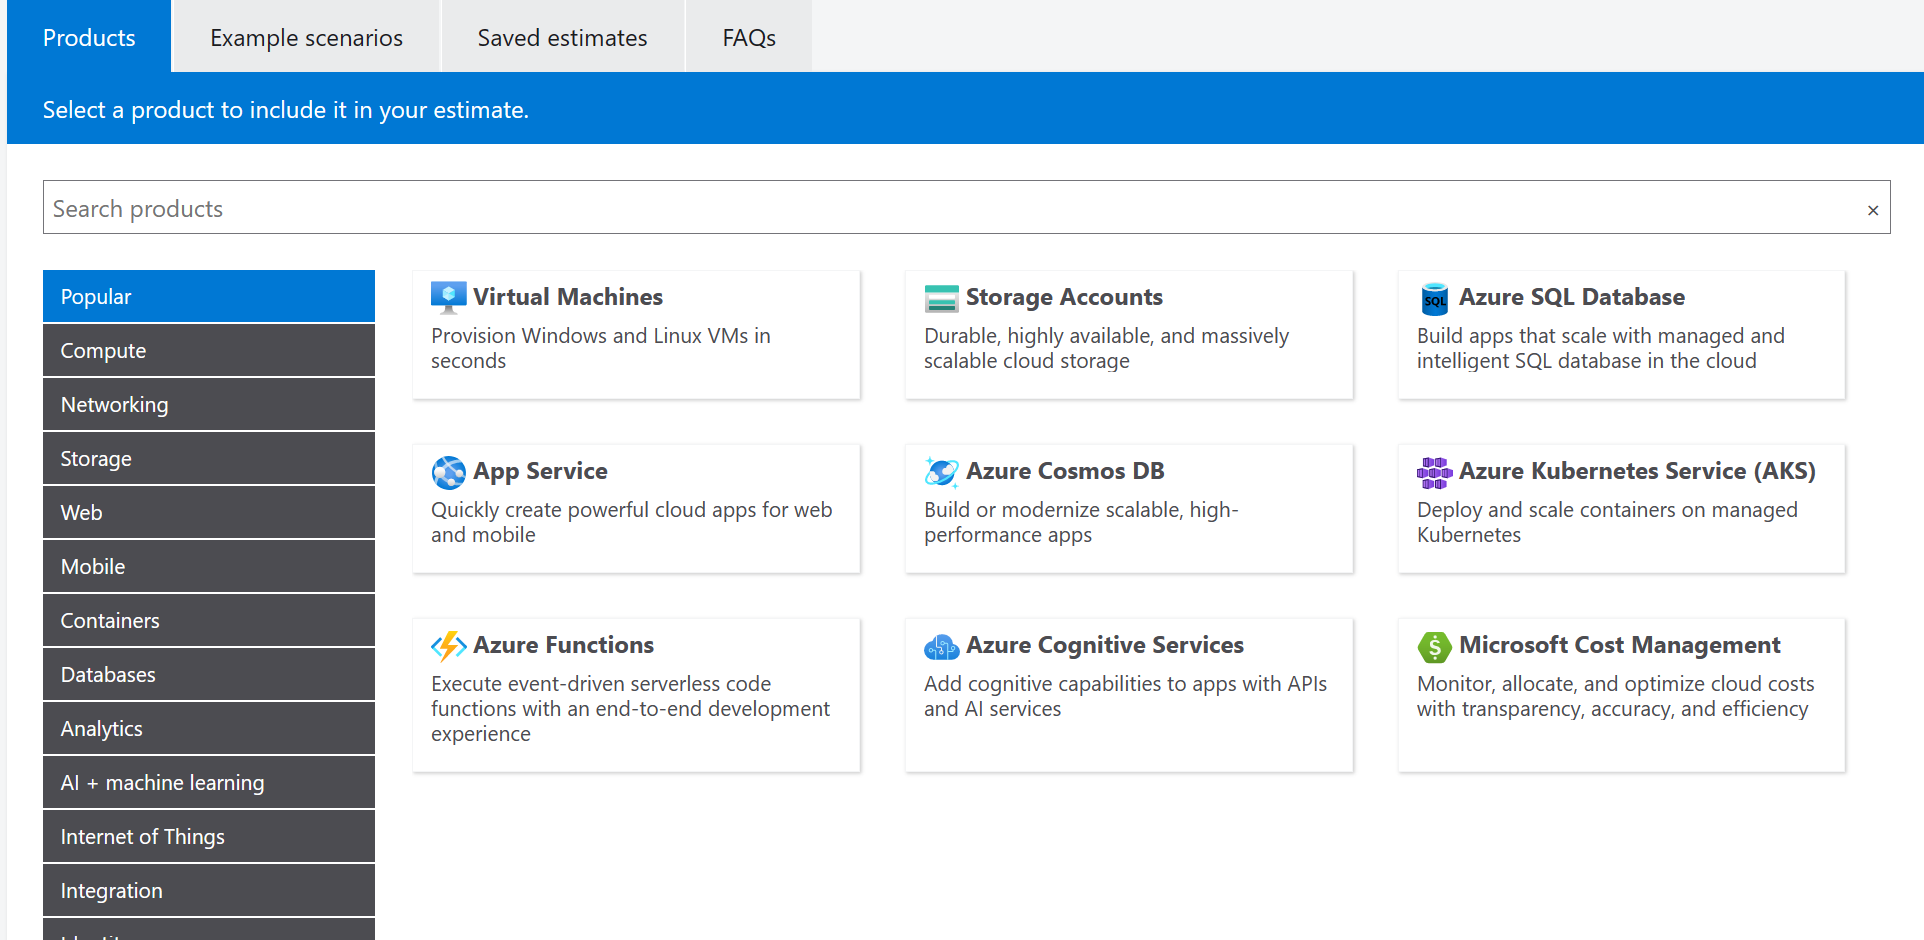 Products
Example scenarios
Saved estimates
FAQs
Select a product to include it in your estimate.
Search products
×
Popular
Compute
Networking
Storage
Web
Mobile
Containers
Databases
Analytics
AI + machine learning
Internet of Things
Integration
Virtual Machines
Provision Windows and Linux VMs in
seconds
Storage Accounts
Durable, highly available, and massively
scalable cloud storage
SQL
Azure SQL Database
Build apps that scale with managed and
intelligent SQL database in the cloud
App Service
Quickly create powerful cloud apps for web
and mobile
Azure Cosmos DB
Build or modernize scalable, high-
performance apps
Azure Kubernetes Service (AKS)
Deploy and scale containers on managed
Kubernetes
Azure Functions
Execute event-driven serverless code
functions with an end-to-end development
experience
Azure Cognitive Services
Add cognitive capabilities to apps with APIs
and AI services
$
Microsoft Cost Management
Monitor, allocate, and optimize cloud costs
with transparency, accuracy, and efficiency